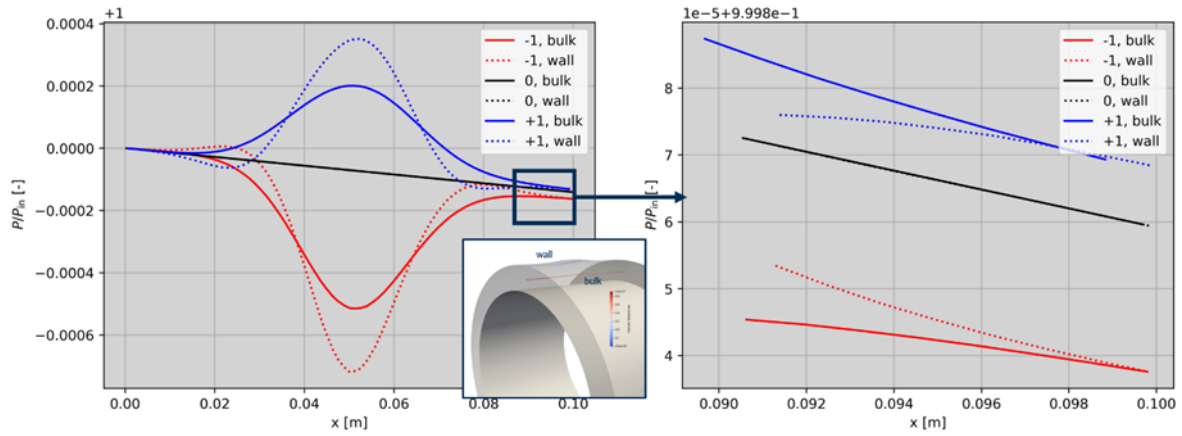 +1
0.0004
0.0002
0.0000
−0.0002
−0.0004
−0.0006
P/Pin [-]
0.00
0.02
0.04
0.06
0.08
0.10
x [m]
-1, bulk
-1, wall
0, bulk
0, wall
+1, bulk
+1, wall
wall
bulk
1e−5+9.998e−1
8
7
6
5
4
P/Pin [-]
0.090
0.092
0.094
0.096
0.098
0.100
x [m]
-1, bulk
-1, wall
0, bulk
0, wall
+1, bulk
+1, wall